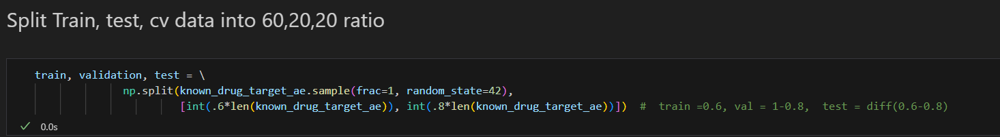 Split Train, test, cv data into 60,20,20 ratio
train, validation, test = \
np.split(known_drug_target_ae.sample(frac=1, random_state=42),
[int(.6*len(known_drug_target_ae)), int(.8*len(known_drug_target_ae))]) #  train =0.6, val = 1-0.8,  test = diff(0.6-0.8)
0.0s